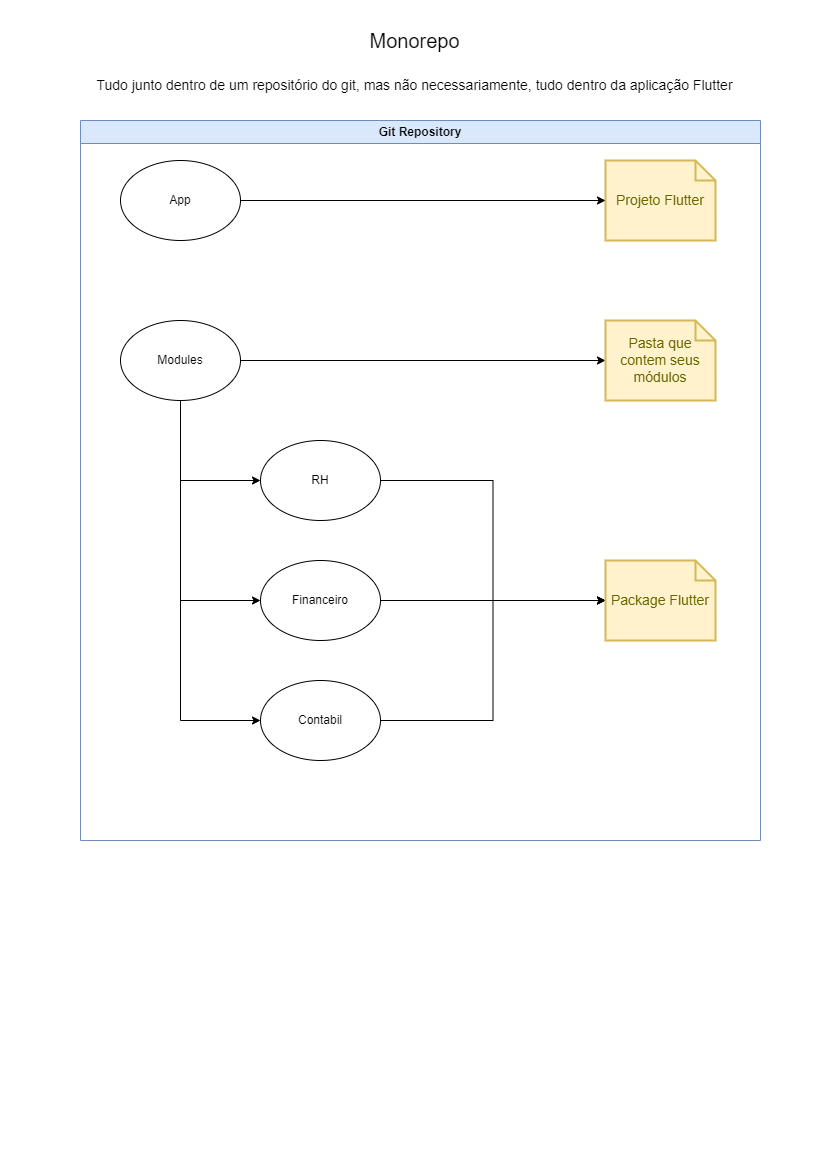 Monorepo
Tudo junto dentro de um repositório do git, mas não necessariamente, tudo dentro da aplicação Flutter
Git Repository
App
Projeto Flutter
Modules
Pasta que
contem seus
módulos
RH
Financeiro
Package Flutter
Contabil